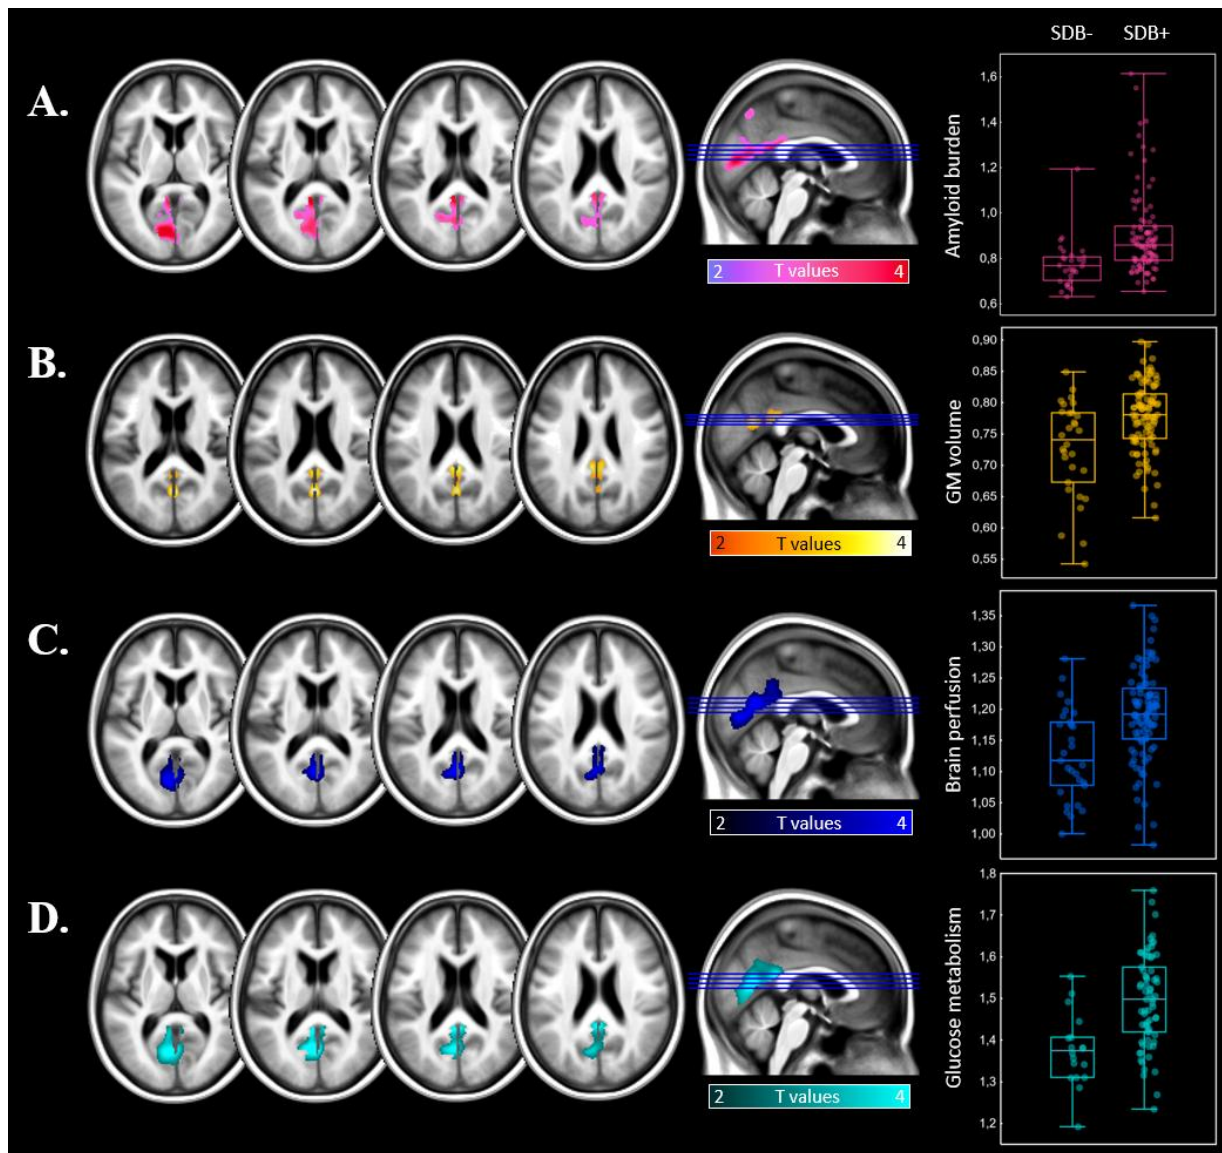 SDB- SDB+
A.
2 T values 4
Amyloid burden
1,6
1,4
1,2
1,0
0,8
0,6
B.
2 T values 4
GM volume
0,90
0,85
0,80
0,75
0,70
0,65
0,60
0,55
C.
2 T values 4
Brain perfusion
1,35
1,30
1,25
1,20
1,15
1,10
1,05
1,00
D.
2 T values 4
Glucose metabolism
1,8
1,7
1,6
1,5
1,4
1,3
1,2